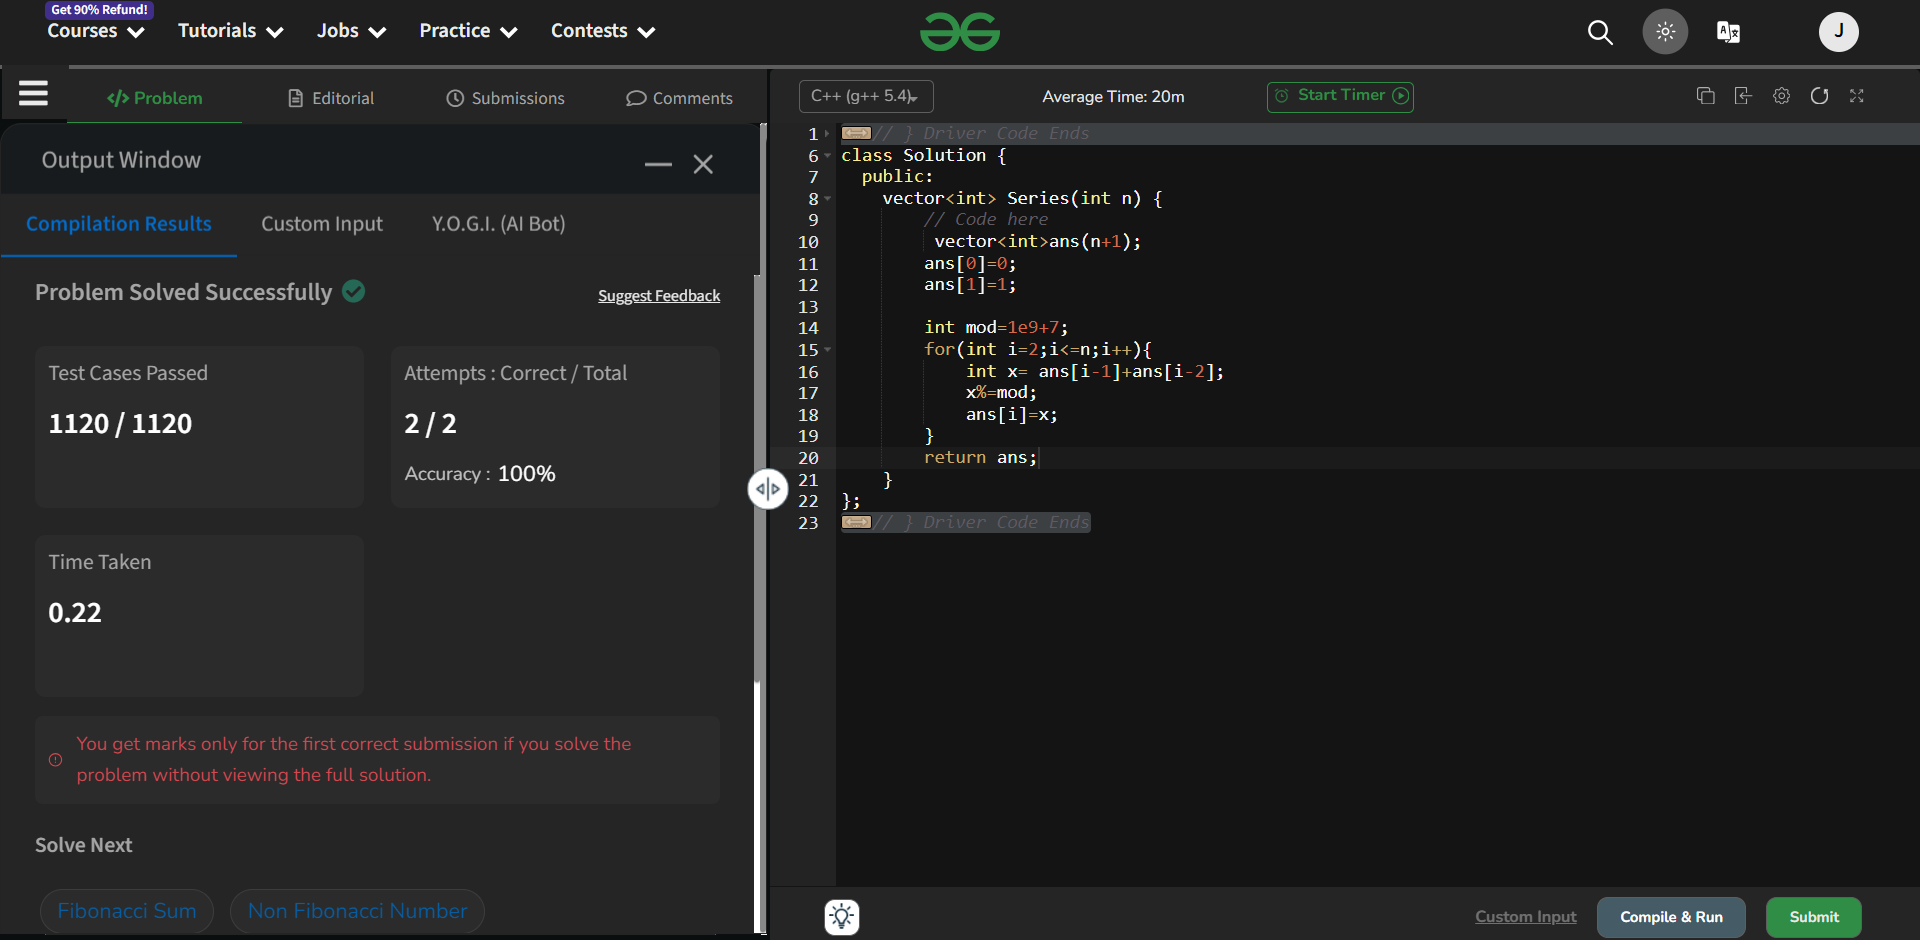 Get 90% Refund!
Courses Tutorials Jobs Practice Contests
J
Problem Editorial Submissions Comments
C++ (g++ 5.4) Average Time: 20m Start Timer
Output Window
Compilation Results Custom Input Y.O.G.I. (AI Bot)
Problem Solved Successfully
Suggest Feedback
Test Cases Passed
1120 / 1120
Attempts : Correct / Total
2 / 2
Accuracy : 100%
Time Taken
0.22
You get marks only for the first correct submission if you solve the
problem without viewing the full solution.
Solve Next
Fibonacci Sum Non Fibonacci Number
1 // } Driver Code Ends
6 class Solution {
7 public:
8 vector<int> Series(int n) {
9 // Code here
10 vector<int>ans(n+1);
11 ans[0]=0;
12 ans[1]=1;
13
14 int mod=1e9+7;
15 for(int i=2;i<=n;i++){
16 int x= ans[i-1]+ans[i-2];
17 x%=mod;
18 ans[i]=x;
19 }
20 return ans;
21 }
22 };
23 // } Driver Code Ends
Custom Input Compile & Run Submit